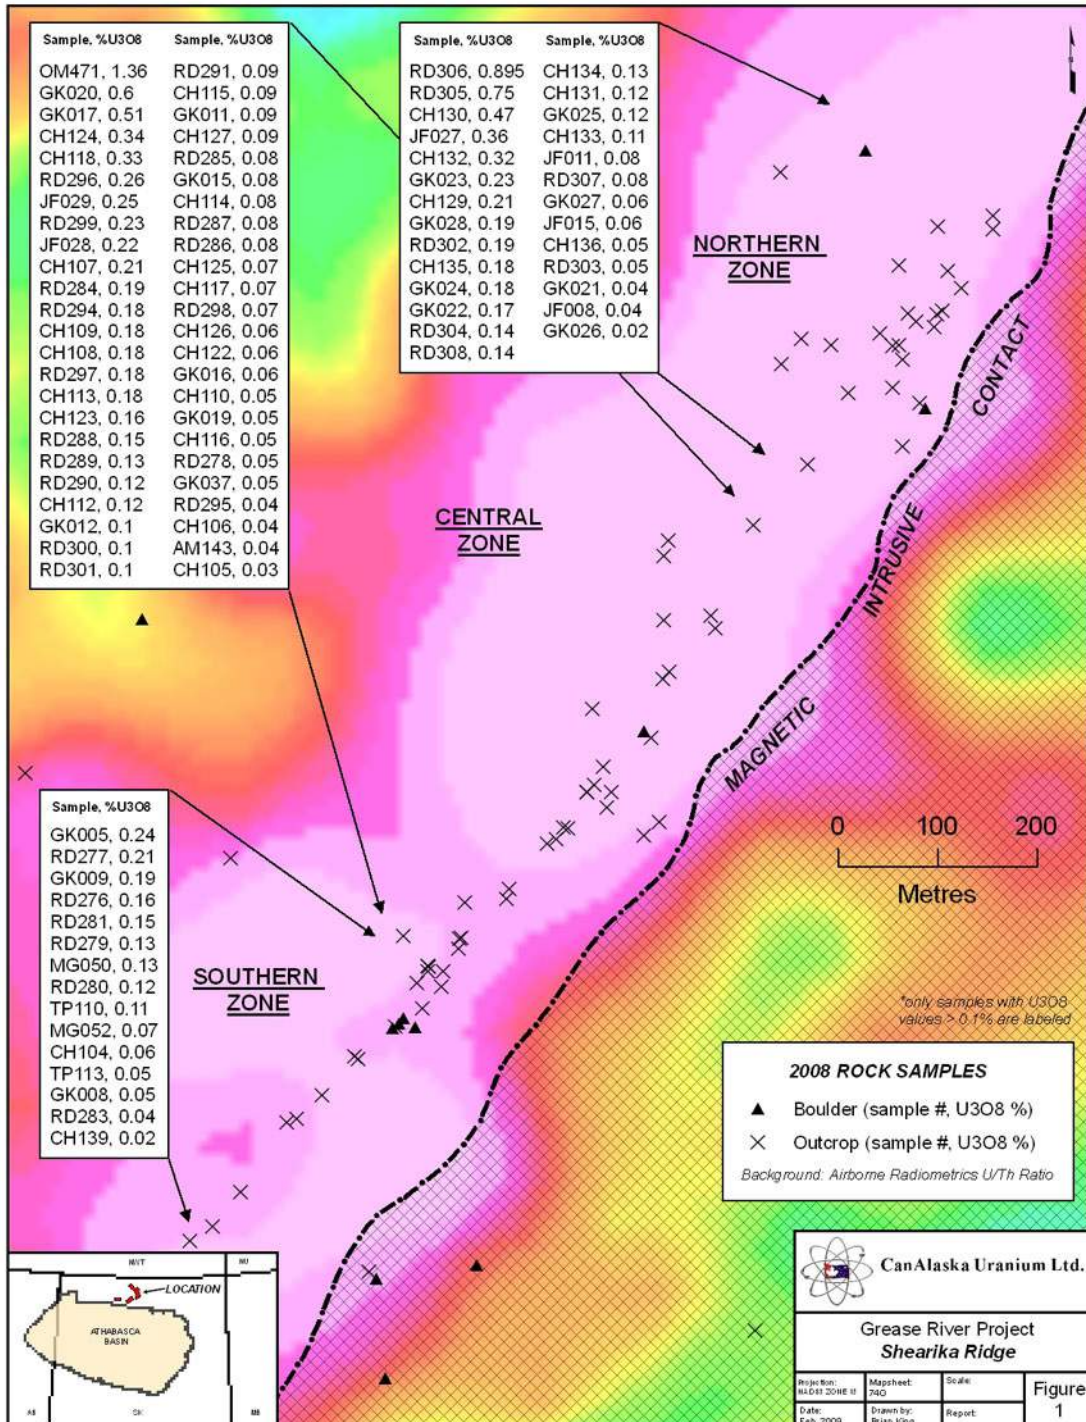 Sample, %U3O8 Sample, %U3O8
OM471, 1.36 RD291, 0.09
GK020, 0.6 CH115, 0.09
GK017, 0.51 GK011, 0.09
CH124, 0.34 CH127, 0.09
CH118, 0.33 RD285, 0.08
RD296, 0.26 GK015, 0.08
JF029, 0.25 CH114, 0.08
RD299, 0.23 RD287, 0.08
JF028, 0.22 RD286, 0.08
CH107, 0.21 CH125, 0.07
RD284, 0.19 CH117, 0.07
RD294, 0.18 RD298, 0.07
CH109, 0.18 CH126, 0.06
CH108, 0.18 CH122, 0.06
RD297, 0.18 GK016, 0.06
CH113, 0.18 CH110, 0.05
CH123, 0.16 GK019, 0.05
RD288, 0.15 CH116, 0.05
RD289, 0.13 RD278, 0.05
RD290, 0.12 GK037, 0.05
CH112, 0.12 RD295, 0.04
GK012, 0.1 CH106, 0.04
RD300, 0.1 AM143, 0.04
RD301, 0.1 CH105, 0.03
Sample, %U3O8 Sample, %U3O8
RD306, 0.895 CH134, 0.13
RD305, 0.75 CH131, 0.12
CH130, 0.47 GK025, 0.12
JF027, 0.36 CH133, 0.11
CH132, 0.32 JF011, 0.08
GK023, 0.23 RD307, 0.08
CH129, 0.21 GK027, 0.06
GK028, 0.19 JF015, 0.06
RD302, 0.19 CH136, 0.05
CH135, 0.18 RD303, 0.05
GK024, 0.18 GK021, 0.04
GK022, 0.17 JF008, 0.04
RD304, 0.14 GK026, 0.02
RD308, 0.14
NORTHERN
ZONE
CENTRAL
ZONE
MAGNETIC INTRUSIVE CONTACT
Sample, %U3O8
GK005, 0.24
RD277, 0.21
GK009, 0.19
RD276, 0.16
RD281, 0.15
RD279, 0.13
MG050, 0.13
RD280, 0.12
TP110, 0.11
MG052, 0.07
CH104, 0.06
TP113, 0.05
GK008, 0.05
RD283, 0.04
CH139, 0.02
SOUTHERN
ZONE
0 100 200
Metres
*only samples with U3O8
values > 0.1% are labeled
2008 ROCK SAMPLES
Boulder (sample #, U3O8 %)
Outcrop (sample #, U3O8 %)
Background: Airborne Radiometrics U/Th Ratio
NWT NU
LOCATION
ATHABASCA
BASIN
AB SK MB
CanAlaska Uranium Ltd.
Grease River Project
Shearika Ridge
Projection: Mapsheet: Scale:
Figure
1
Date: Drawn by: Report:
Feb 2009 Brian King